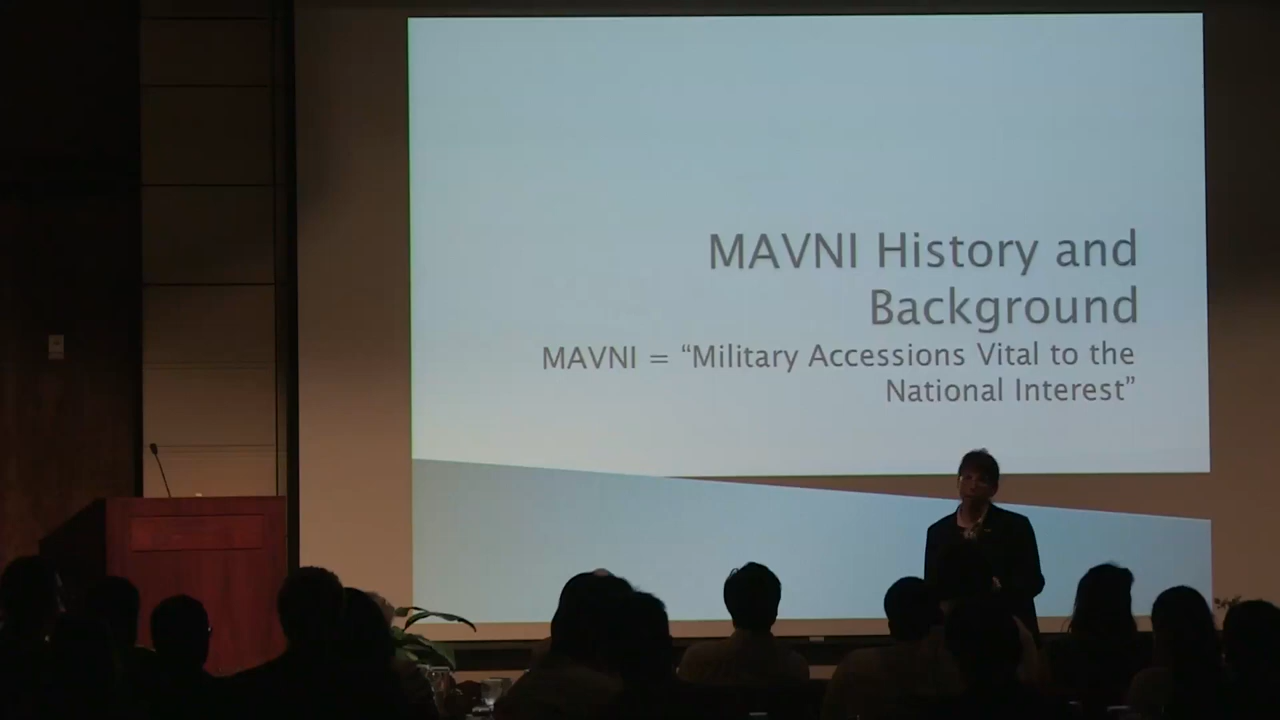 MAVNI History and
Background
MAVNI = “Military Accessions Vital to the
National Interest”